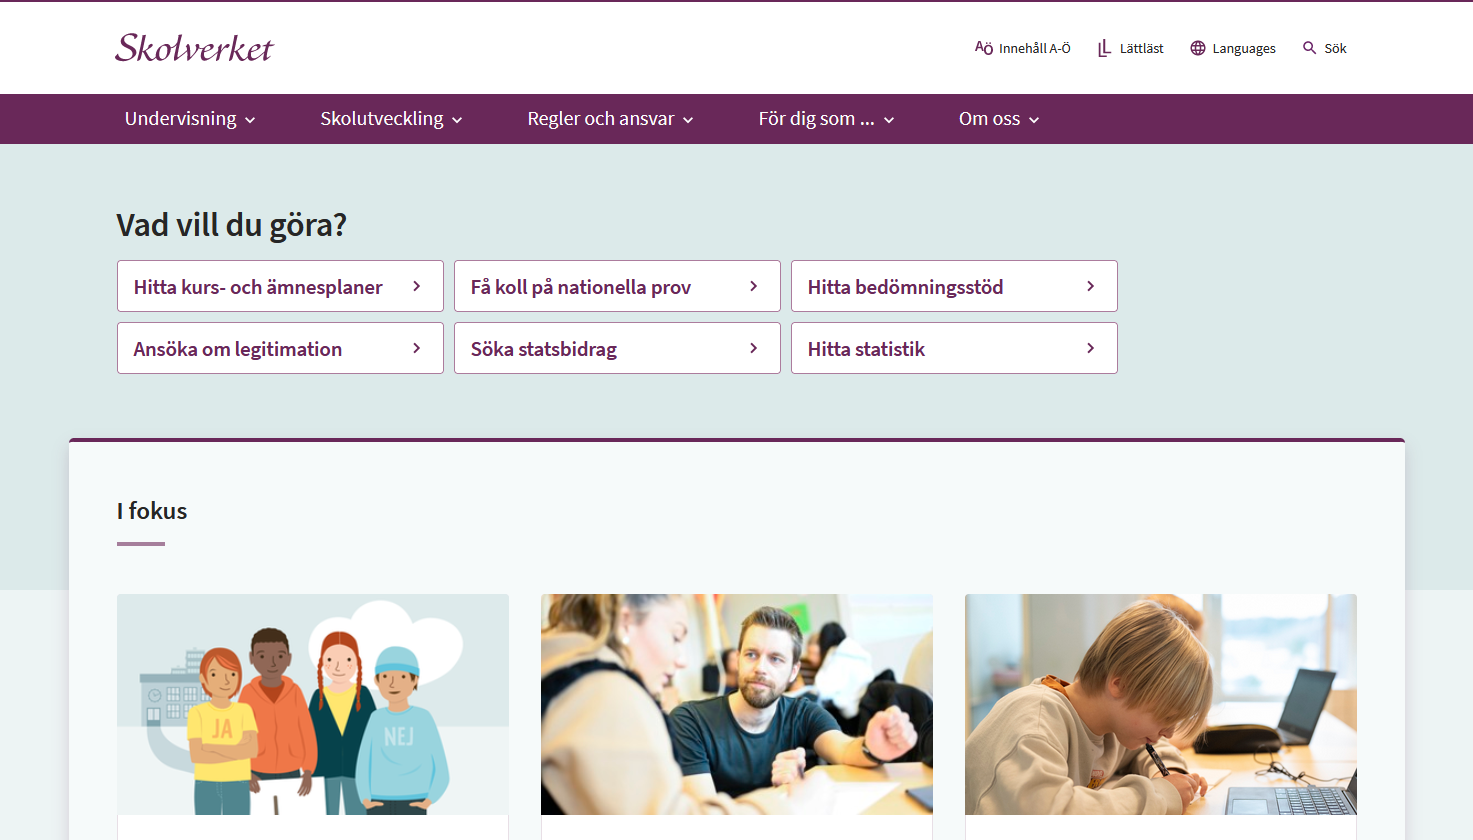 Skolverket
Innehåll A-Ö
Lättläst
Languages
Sök
Undervisning
Skolutveckling
Regler och ansvar
För dig som ...
Om oss
Vad vill du göra?
Hitta kurs- och ämnesplaner
Få koll på nationella prov
Hitta bedömningsstöd
Ansöka om legitimation
Söka statsbidrag
Hitta statistik
I fokus
JA
NEJ